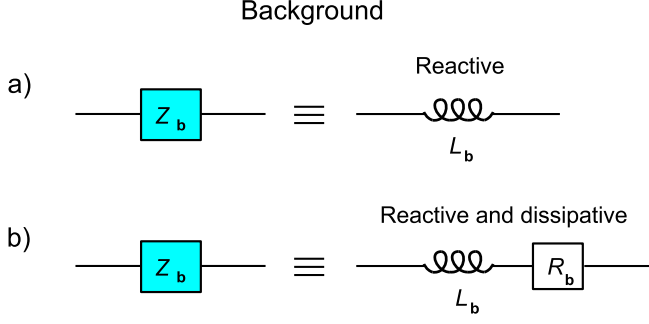 Background
Reactive
a)
Z b
L b
Reactive and dissipative
b)
Z b
R b
L b